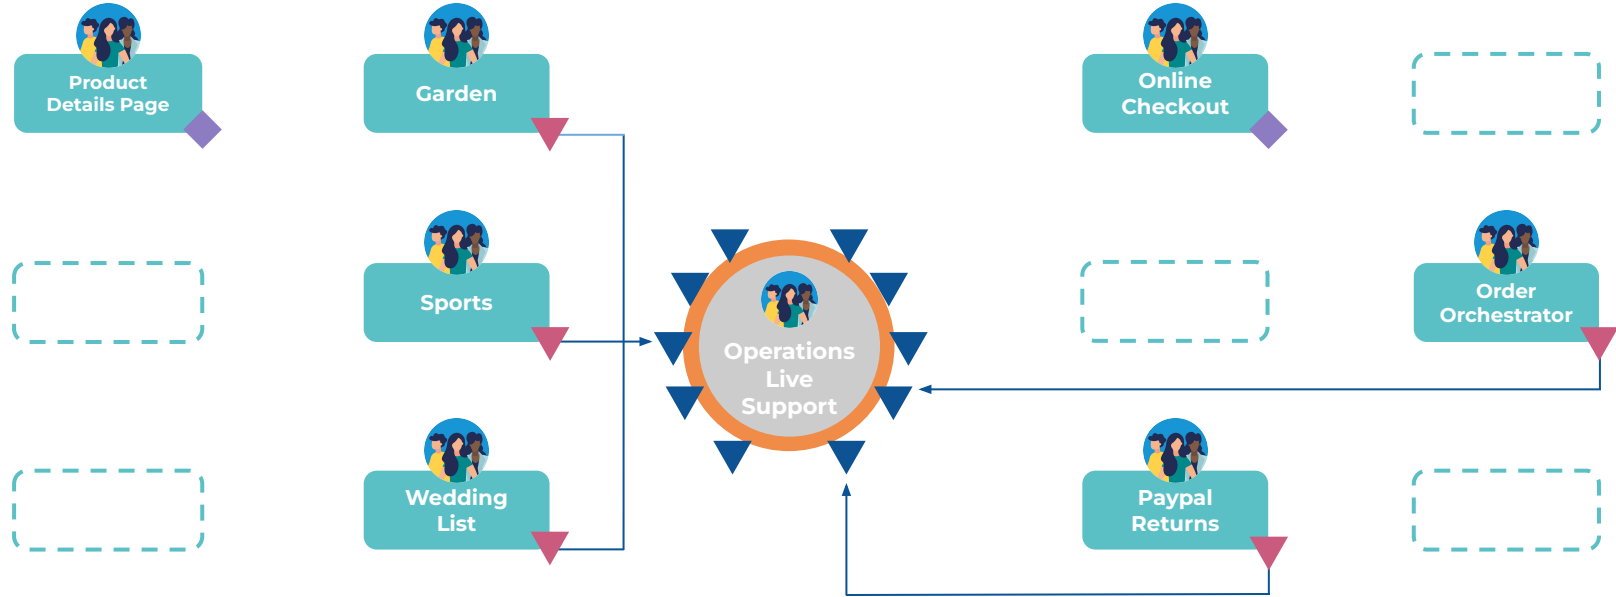 Product
Details Page
Garden
Online
Checkout
Sports
Operations
Live
Support
Order
Orchestrator
Wedding
List
Paypal
Returns